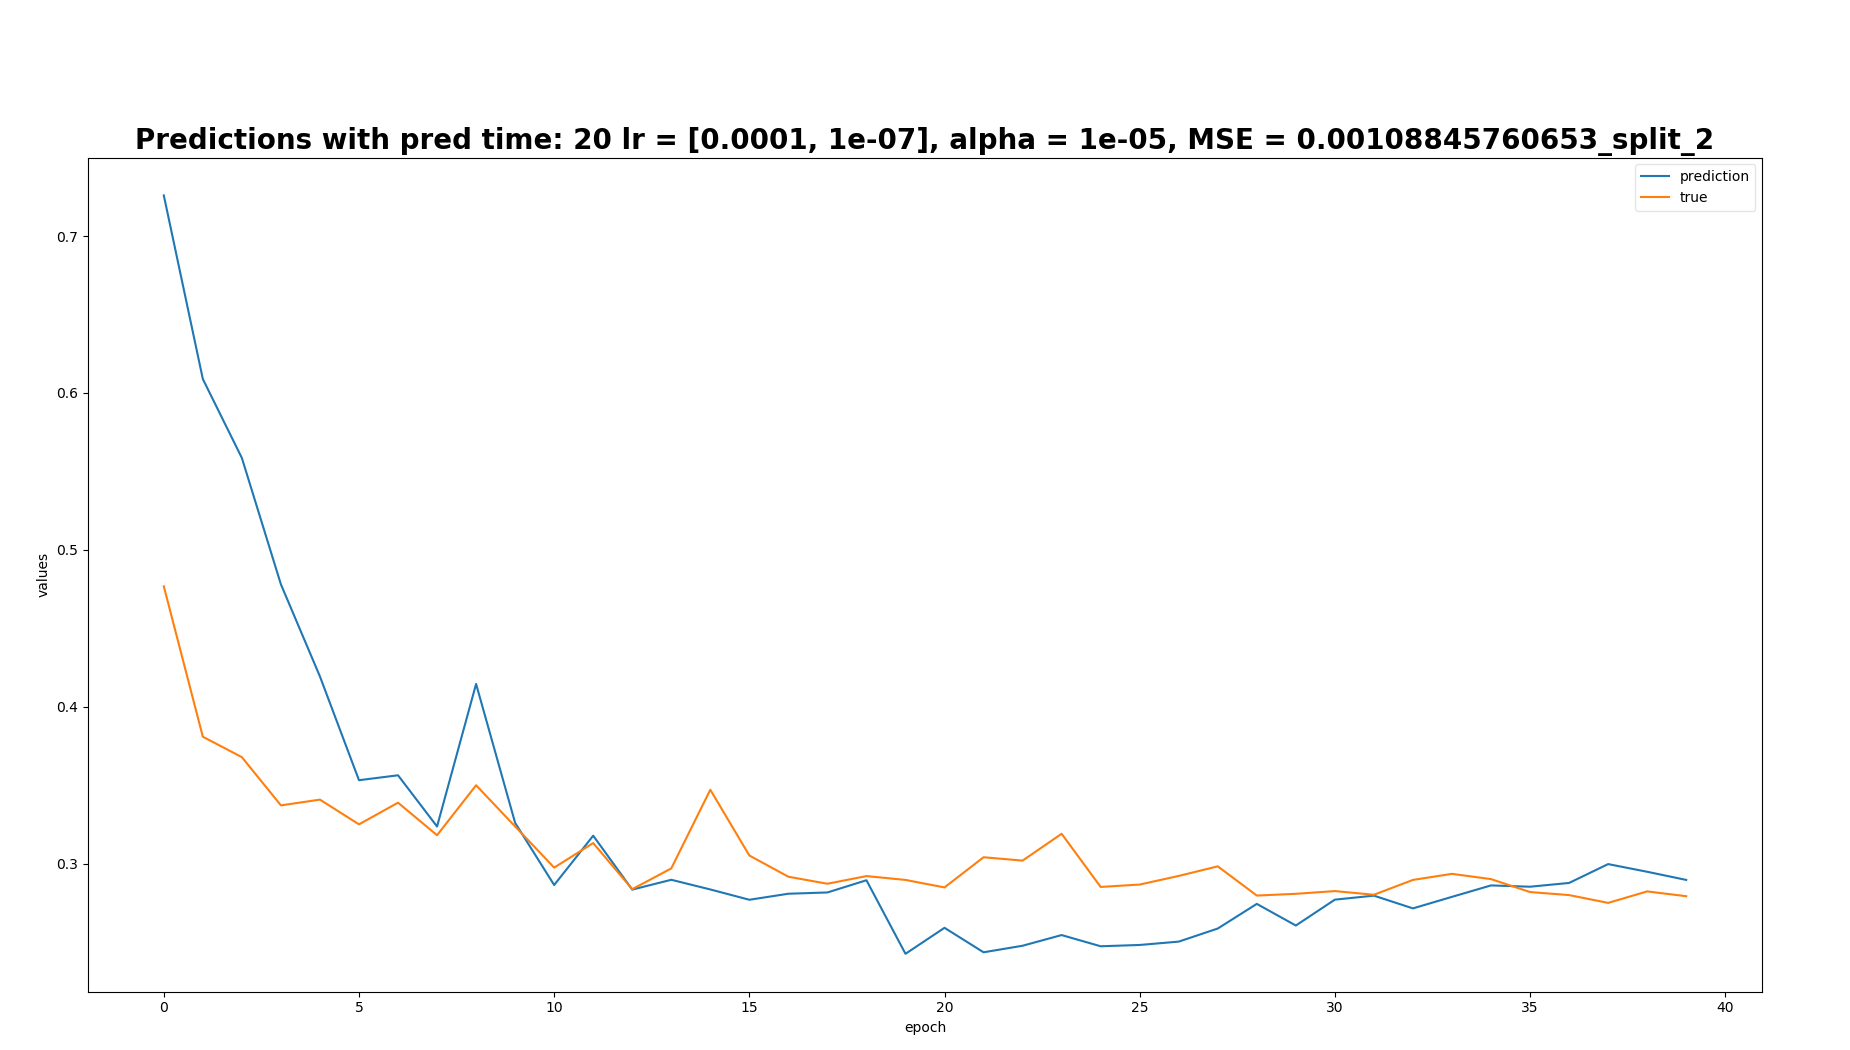 Predictions with pred time: 20 lr = [0.0001, 1e-07], alpha = 1e-05, MSE = 0.00108845760653_split_2
prediction
true
values
0.7
0.6
0.5
0.4
0.3
0 5 10 15 20 25 30 35 40
epoch